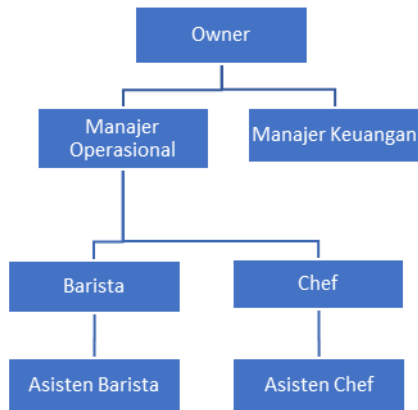 Owner
Manajer
Operasional
Manajer Keuangan
Barista
Chef
Asisten Barista
Asisten Chef